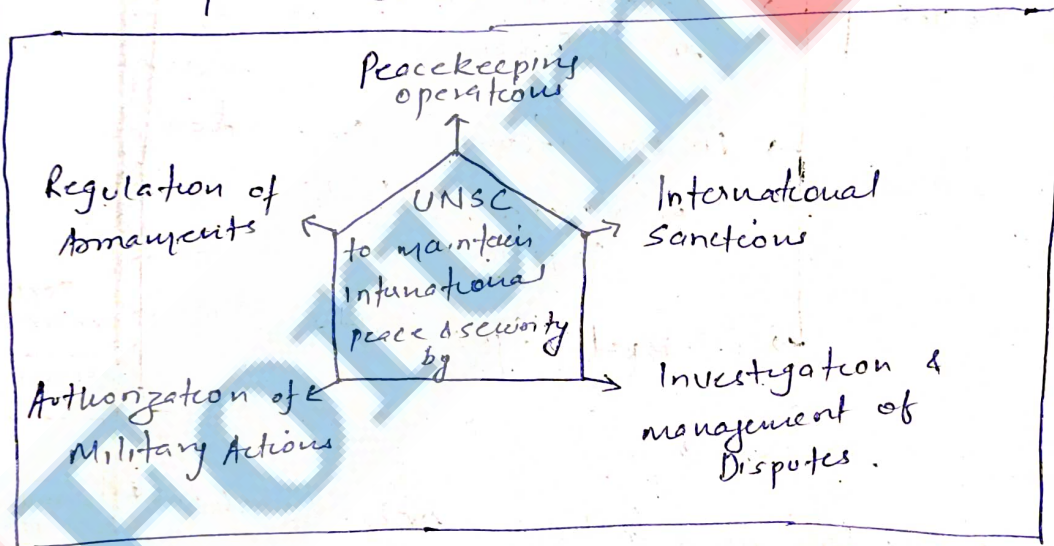 Peacekeeping
operations
Regulation of
Armaments
UNSC
to maintain
International
peace & security
by
International
Sanctions
Authorization of
Military Actions
Investigation &
management of
Disputes.
Forum